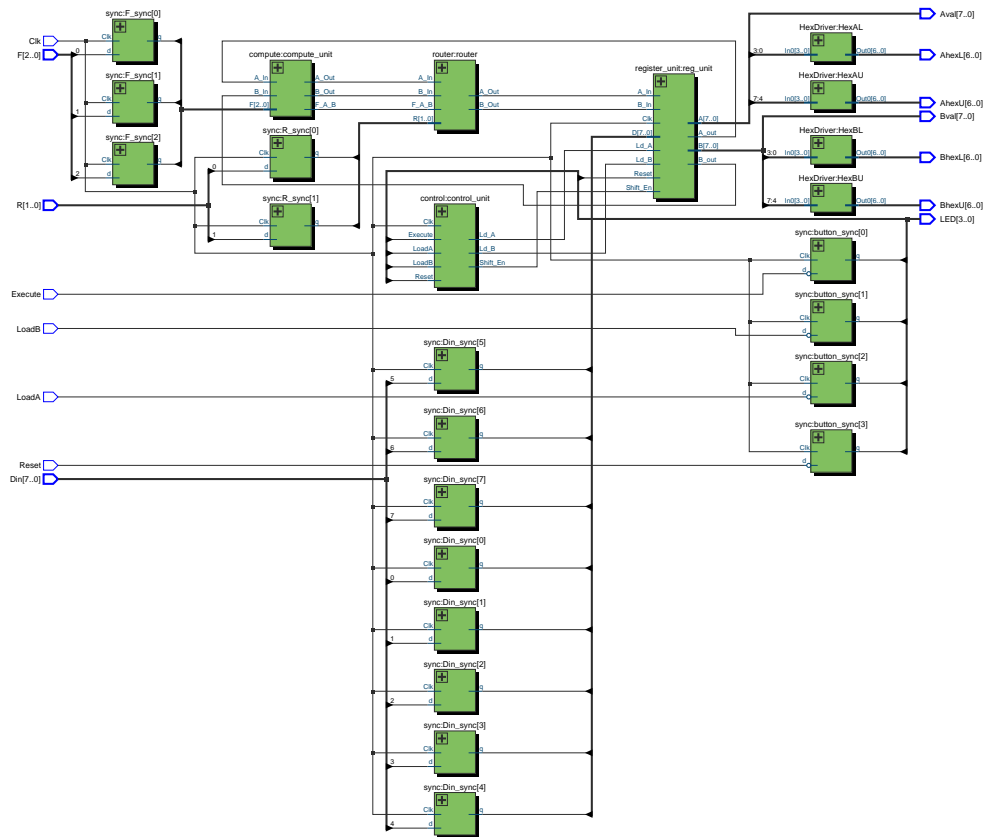 sync:F_sync[0]
Clk
q
d
0
Clk
F[2..0]
sync:F_sync[1]
Clk
q
d
1
sync:F_sync[2]
Clk
q
d
2
R[1..0]
compute:compute_unit
A_In
A_Out
B_In
B_Out
F[2..0]
F_A_B
sync:R_sync[0]
Clk
q
0
d
sync:R_sync[1]
Clk
q
1
d
router:router
A_In
A_Out
B_In
B_Out
F_A_B
R[1..0]
control:control_unit
Clk
Execute
Ld_A
LoadA
Ld_B
LoadB
Shift_En
Reset
register_unit:reg_unit
A_In
B_In
Clk
A[7..0]
D[7..0]
A_out
Ld_A
B[7..0]
Ld_B
B_out
Reset
Shift_En
Aval[7..0]
HexDriver:HexAL
3:0
In0[3..0]
Out0[6..0]
AhexL[6..0]
HexDriver:HexAU
7:4
In0[3..0]
Out0[6..0]
AhexU[6..0]
Bval[7..0]
HexDriver:HexBL
3:0
In0[3..0]
Out0[6..0]
BhexL[6..0]
HexDriver:HexBU
7:4
In0[3..0]
Out0[6..0]
BhexU[6..0]
LED[3..0]
sync:button_sync[0]
Clk
q
d
Execute
sync:button_sync[1]
Clk
q
d
LoadB
sync:button_sync[2]
Clk
q
d
LoadA
sync:button_sync[3]
Clk
q
d
Reset
Din[7..0]
sync:Din_sync[5]
Clk
q
5
d
sync:Din_sync[6]
Clk
q
6
d
sync:Din_sync[7]
Clk
q
7
d
sync:Din_sync[0]
Clk
q
0
d
sync:Din_sync[1]
Clk
q
1
d
sync:Din_sync[2]
Clk
q
2
d
sync:Din_sync[3]
Clk
q
3
d
sync:Din_sync[4]
Clk
q
4
d